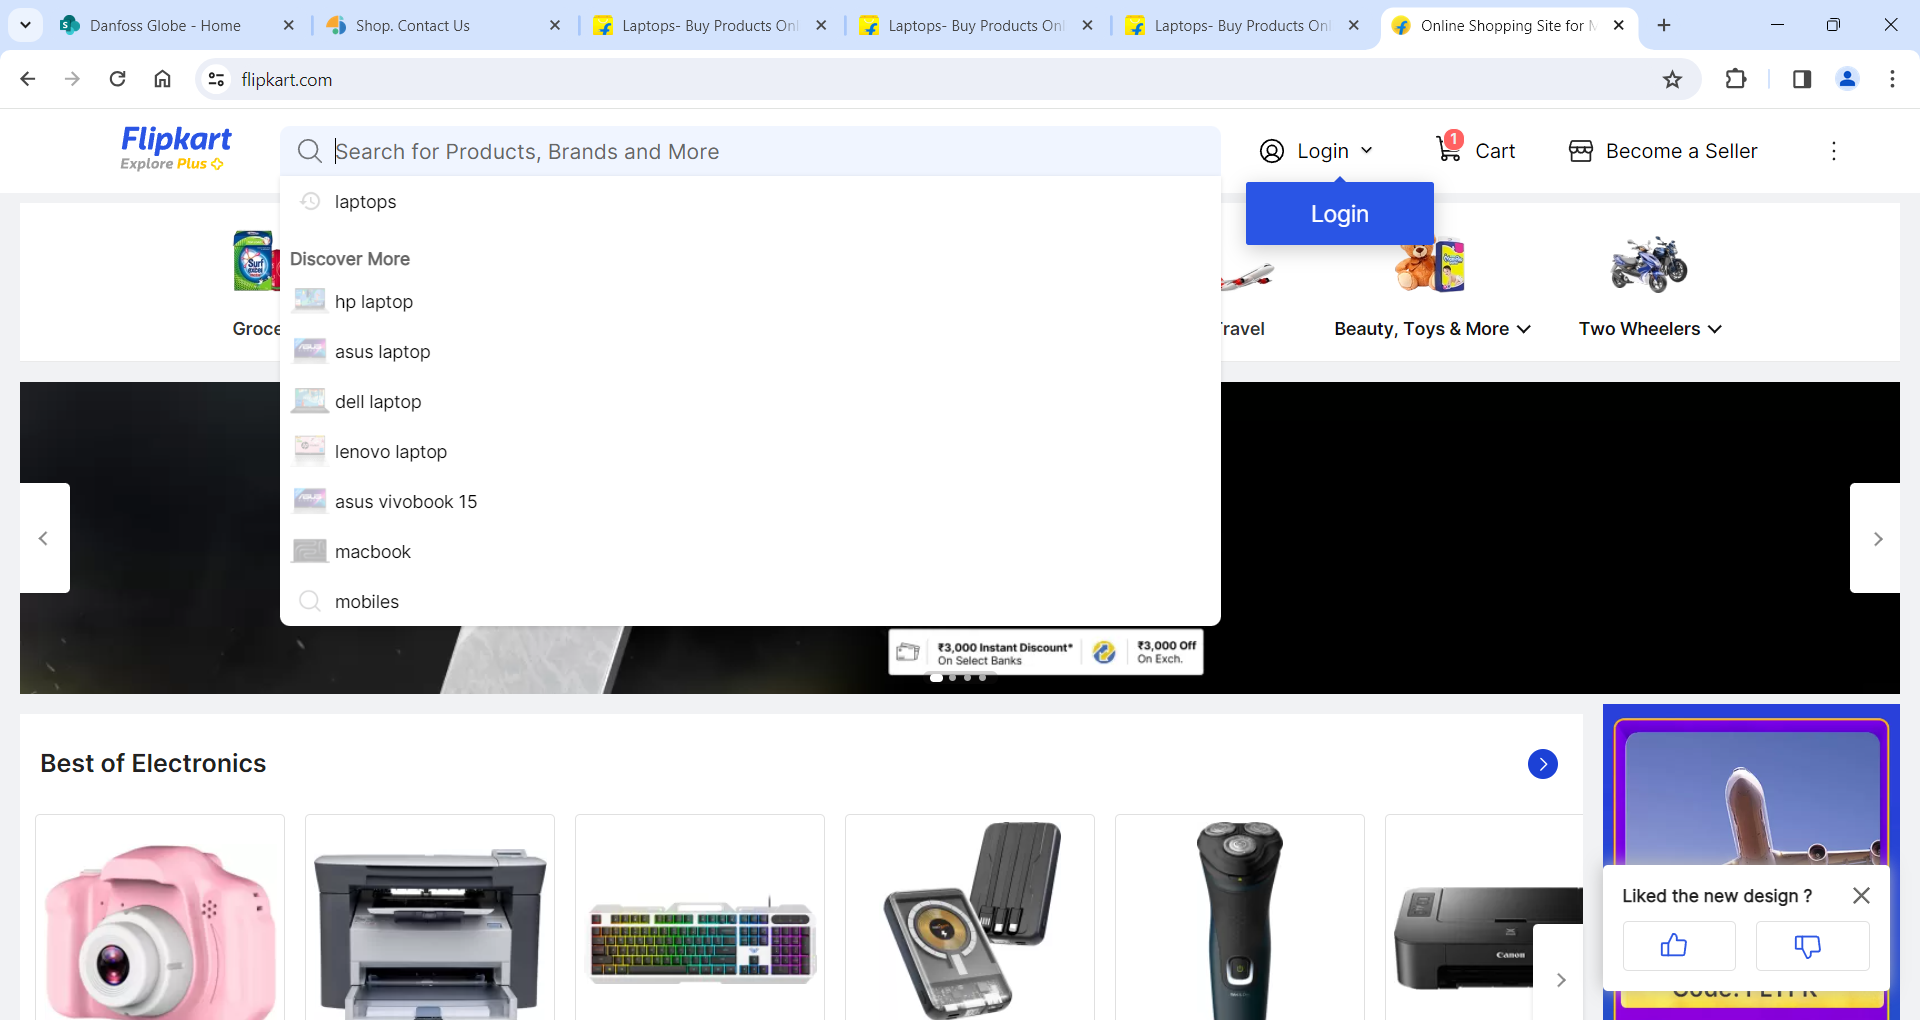 Danfoss Globe - Home
Shop. Contact Us
Laptops- Buy Products Onl
Laptops- Buy Products Onl
Laptops- Buy Products Onl
Online Shopping Site for M
flipkart.com
Flipkart
Explore Plus
Search for Products, Brands and More
Login
1
Cart
Become a Seller
laptops
Login
Discover More
hp laptop
asus laptop
dell laptop
lenovo laptop
asus vivobook 15
macbook
mobiles
Surf excel
Groce
ravel
Beauty, Toys & More
Two Wheelers
₹3,000 Instant Discount*
On Select Banks
₹3,000 Off
On Exch.
Best of Electronics
Canon
Liked the new design ?